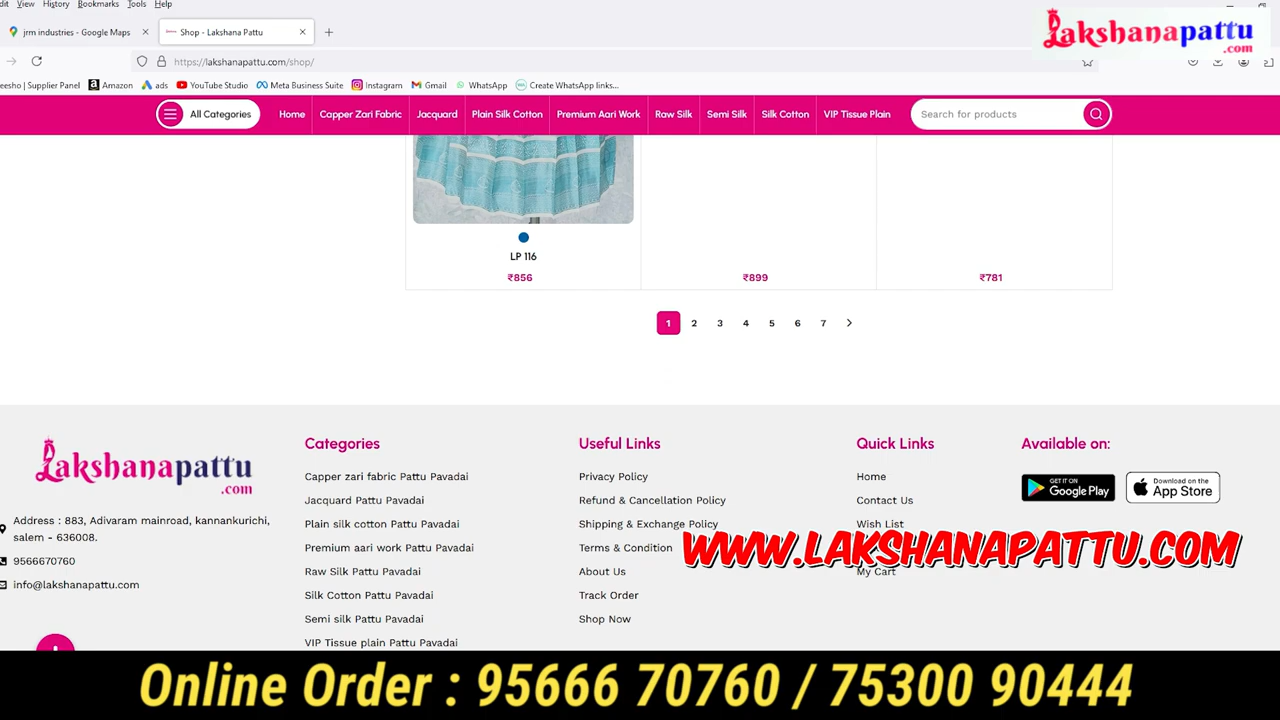 dit View History Bookmarks Tools Help
jrm industries - Google Maps
Shop - Lakshana Pattu
Lakshanapattu
.com
https://lakshanapattu.com/shop/
eesho | Supplier Panel Amazon ads YouTube Studio Meta Business Suite Instagram Gmail WhatsApp Create WhatsApp links...
All Categories Home Capper Zari Fabric Jacquard Plain Silk Cotton Premium Aari Work Raw Silk Semi Silk Silk Cotton VIP Tissue Plain Search for products
LP 116
₹856 ₹899 ₹781
1 2 3 4 5 6 7
Lakshanapattu
.com
Address : 883, Adivaram mainroad, kannankurichi,
salem - 636008.
9566670760
info@lakshanapattu.com
Categories
Capper zari fabric Pattu Pavadai
Jacquard Pattu Pavadai
Plain silk cotton Pattu Pavadai
Premium aari work Pattu Pavadai
Raw Silk Pattu Pavadai
Silk Cotton Pattu Pavadai
Semi silk Pattu Pavadai
VIP Tissue plain Pattu Pavadai
Useful Links
Privacy Policy
Refund & Cancellation Policy
Shipping & Exchange Policy
Terms & Condition
About Us
Track Order
Shop Now
Quick Links
Home
Contact Us
Wish List
My Cart
Available on:
GET IT ON
Google Play
Download on the
App Store
WWW.LAKSHANAPATTU.COM
Online Order : 95666 70760 / 75300 90444